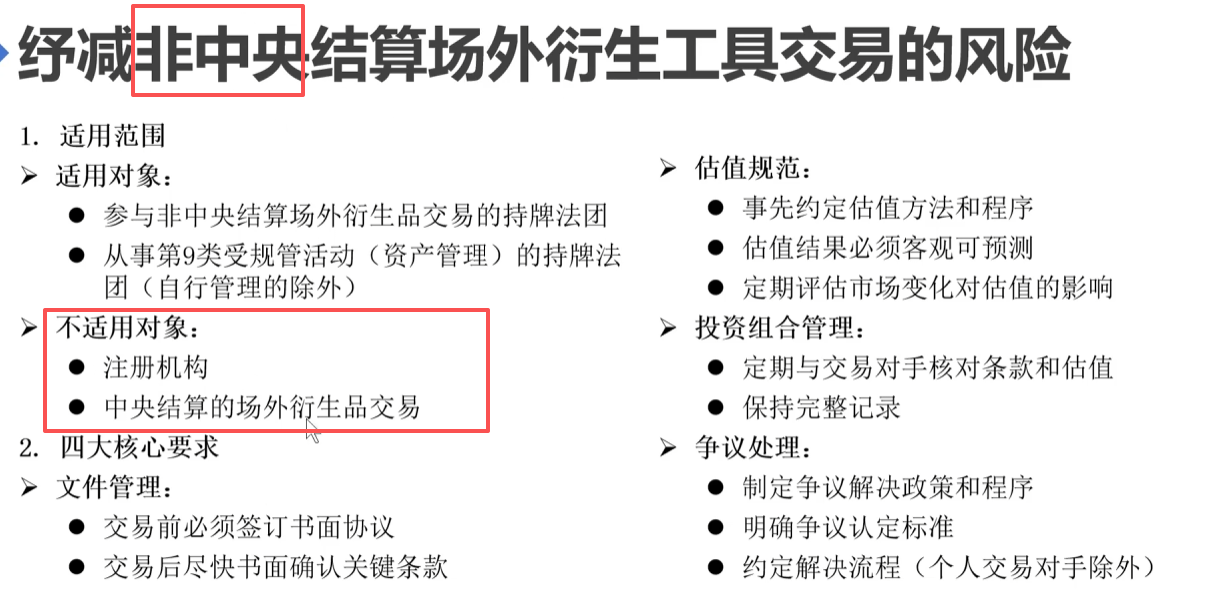 纾减非中央结算场外衍生工具交易的风险
1. 适用范围
➢ 适用对象：
● 参与非中央结算场外衍生品交易的持牌法团
● 从事第9类受规管活动（资产管理）的持牌法
团（自行管理的除外）
➢ 不适用对象：
● 注册机构
● 中央结算的场外衍生品交易
2. 四大核心要求
➢ 文件管理：
● 交易前必须签订书面协议
● 交易后尽快书面确认关键条款
➢ 估值规范：
● 事先约定估值方法和程序
● 估值结果必须客观可预测
● 定期评估市场变化对估值的影响
➢ 投资组合管理：
● 定期与交易对手核对条款和估值
● 保持完整记录
➢ 争议处理：
● 制定争议解决政策和程序
● 明确争议认定标准
● 约定解决流程（个人交易对手除外）